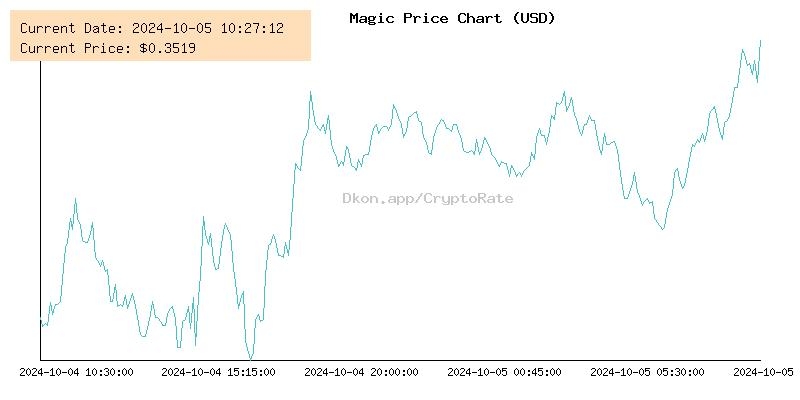 Magic Price Chart (USD)
Current Date: 2024-10-05 10:27:12
Current Price: $0.3519
Dkon.app/CryptoRate
2024-10-04 10:30:00 2024-10-04 15:15:00 2024-10-04 20:00:00 2024-10-05 00:45:00 2024-10-05 05:30:00 2024-10-05